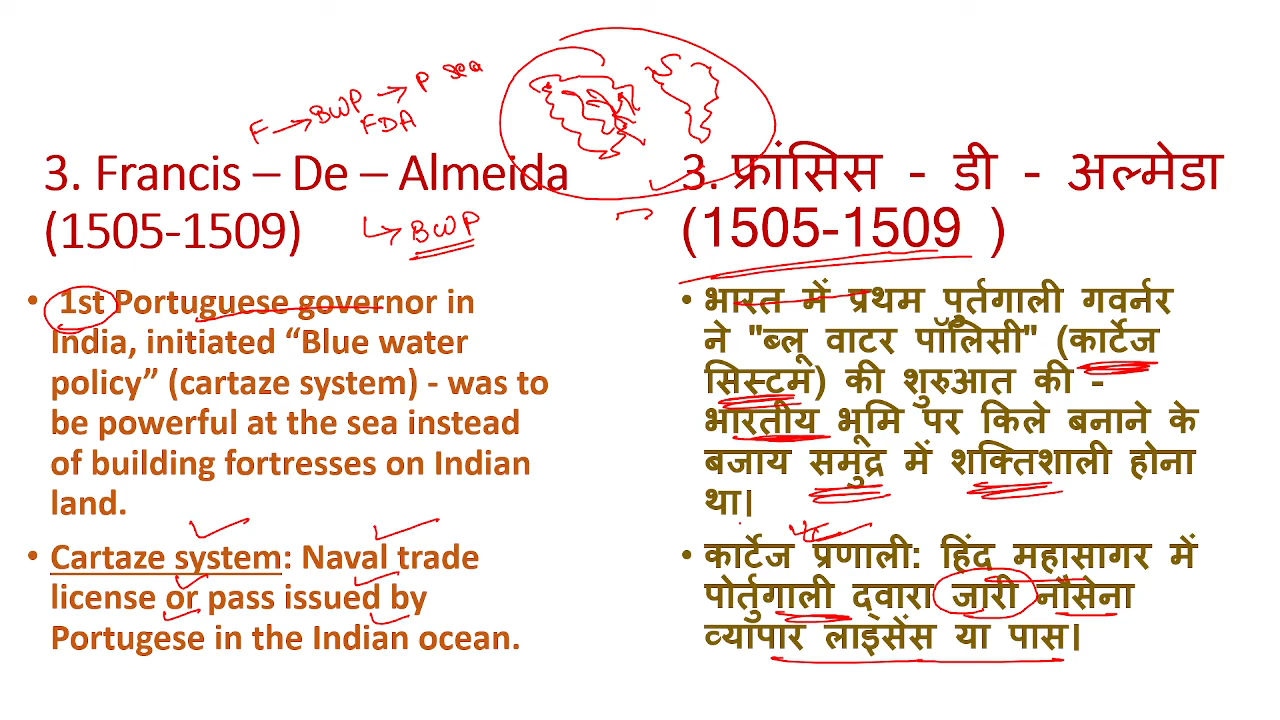 F → BWP → P sea
FDA
3. Francis – De – Almeida
(1505-1509)
↳ BWP
• 1st Portuguese governor in
India, initiated “Blue water
policy” (cartaze system) - was to
be powerful at the sea instead
of building fortresses on Indian
land.
• Cartaze system: Naval trade
license or pass issued by
Portugese in the Indian ocean.
3. फ्रांसिस - डी - अल्मेडा
(1505-1509 )
• भारत में प्रथम पुर्तगाली गवर्नर
ने "ब्लू वाटर पॉलिसी" (कार्टेज
सिस्टम) की शुरुआत की -
भारतीय भूमि पर किले बनाने के
बजाय समुद्र में शक्तिशाली होना
था।
• कार्टेज प्रणाली: हिंद महासागर में
पोर्तुगाली द्वारा जारी नौसेना
व्यापार लाइसेंस या पास।